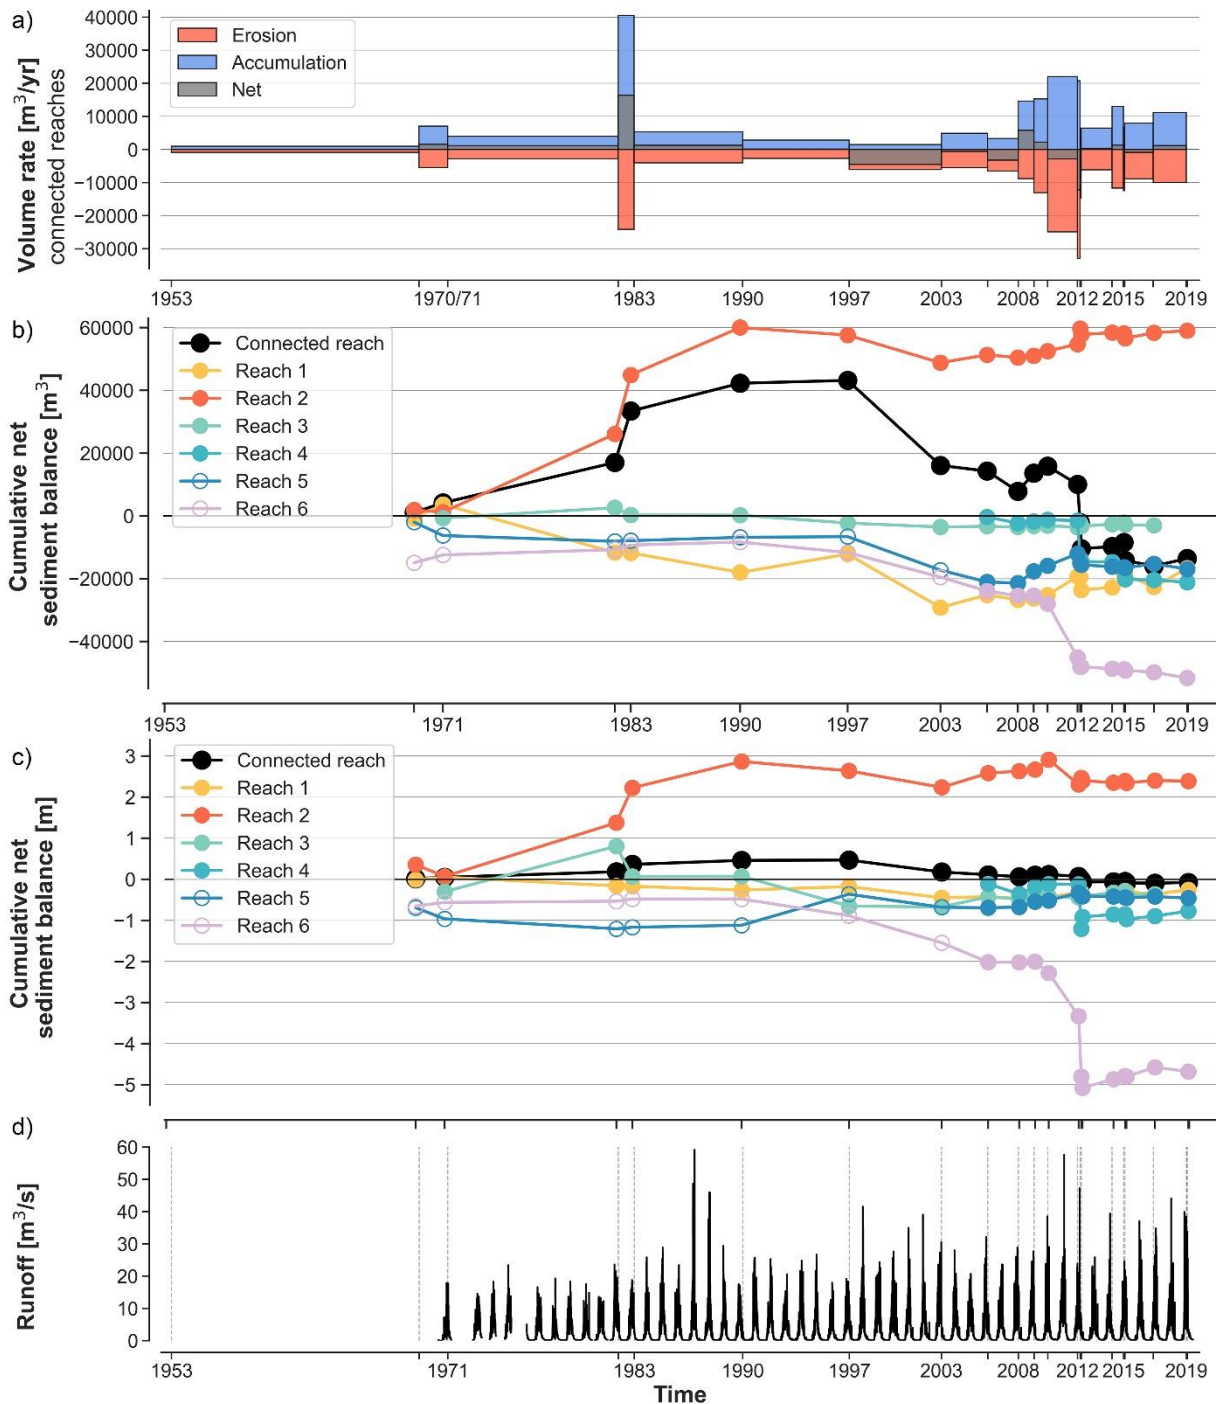 a)
Volume rate [m³/yr]
connected reaches
40000
30000
20000
10000
0
−10000
−20000
−30000
Erosion
Accumulation
Net
1953 1970/71 1983 1990 1997 2003 2008 2012 2015 2019
b)
Cumulative net
sediment balance [m³]
60000
40000
20000
0
−20000
−40000
Connected reach
Reach 1
Reach 2
Reach 3
Reach 4
Reach 5
Reach 6
1953 1971 1983 1990 1997 2003 2008 2012 2015 2019
c)
Cumulative net
sediment balance [m]
3
2
1
0
−1
−2
−3
−4
−5
Connected reach
Reach 1
Reach 2
Reach 3
Reach 4
Reach 5
Reach 6
d)
Runoff [m³/s]
60
50
40
30
20
10
0
1953 1971 1983 1990 1997 2003 2008 2012 2015 2019
Time